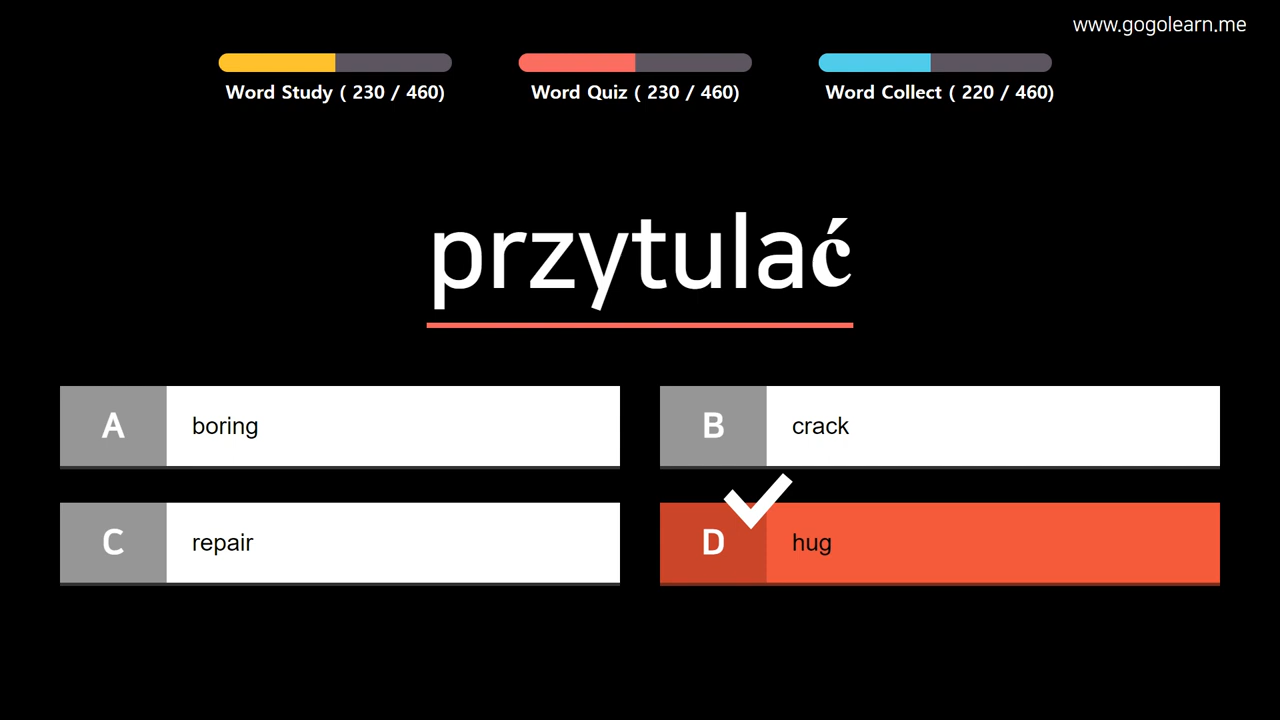 www.gogolearn.me
Word Study ( 230 / 460)
Word Quiz ( 230 / 460)
Word Collect ( 220 / 460)
przytulać
A boring
B crack
C repair
D hug